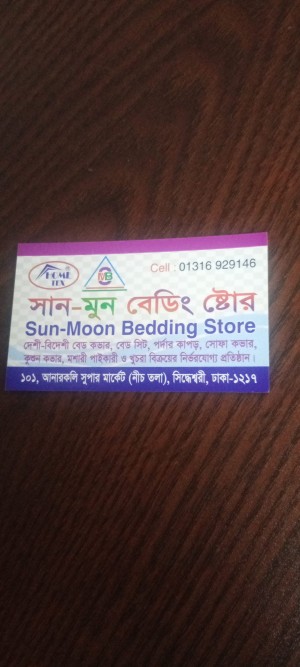 HOME TEX
Cell : 01316 929146
সান-মুন বেডিং ষ্টোর
Sun-Moon Bedding Store
দেশী-বিদেশী বেড কভার, বেড সিট, পর্দার কাপড়, সোফা কভার,
কুশন কভার, মশারী পাইকারী ও খুচরা বিক্রয়ের নির্ভরযোগ্য প্রতিষ্ঠান।
১০১, আনারকলি সুপার মার্কেট (নীচ তলা), সিদ্ধেশ্বরী, ঢাকা-১২১৭